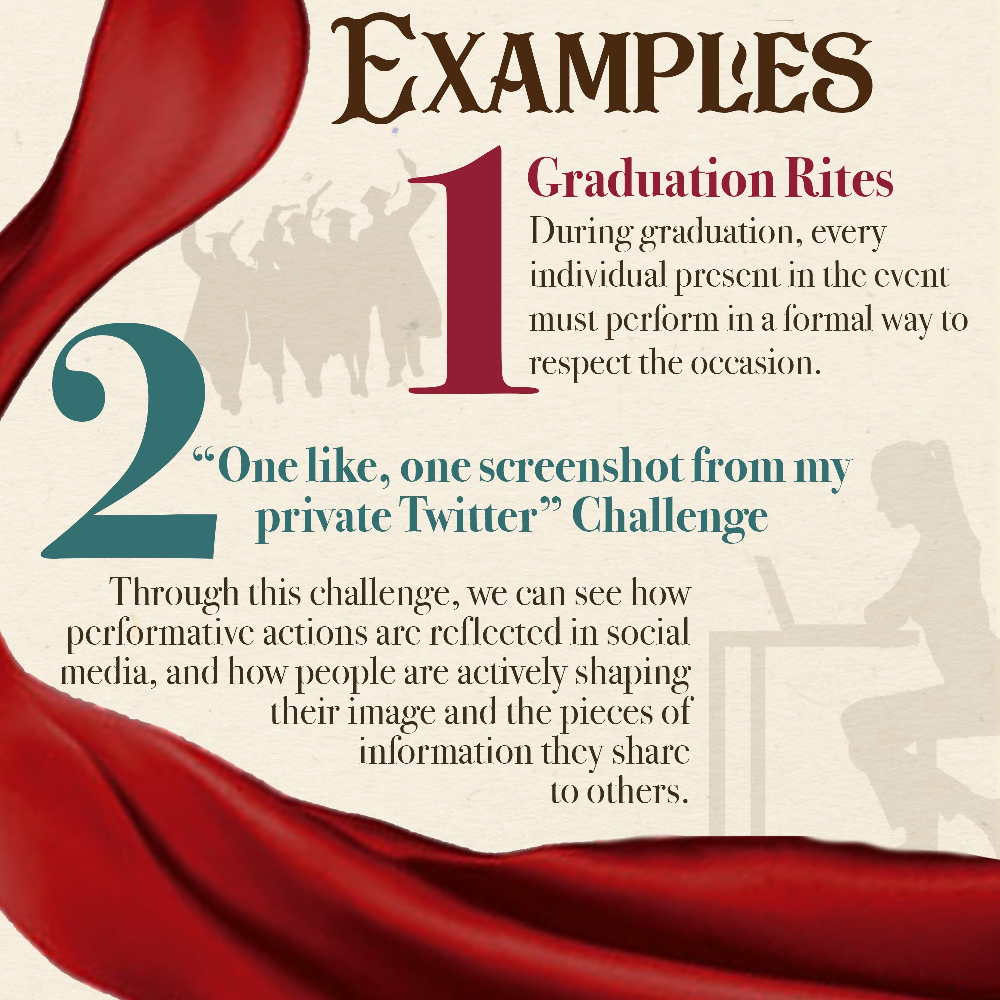 EXAMPLES
1
Graduation Rites
During graduation, every
individual present in the event
must perform in a formal way to
respect the occasion.
2
“One like, one screenshot from my
private Twitter” Challenge
Through this challenge, we can see how
performative actions are reflected in social
media, and how people are actively shaping
their image and the pieces of
information they share
to others.